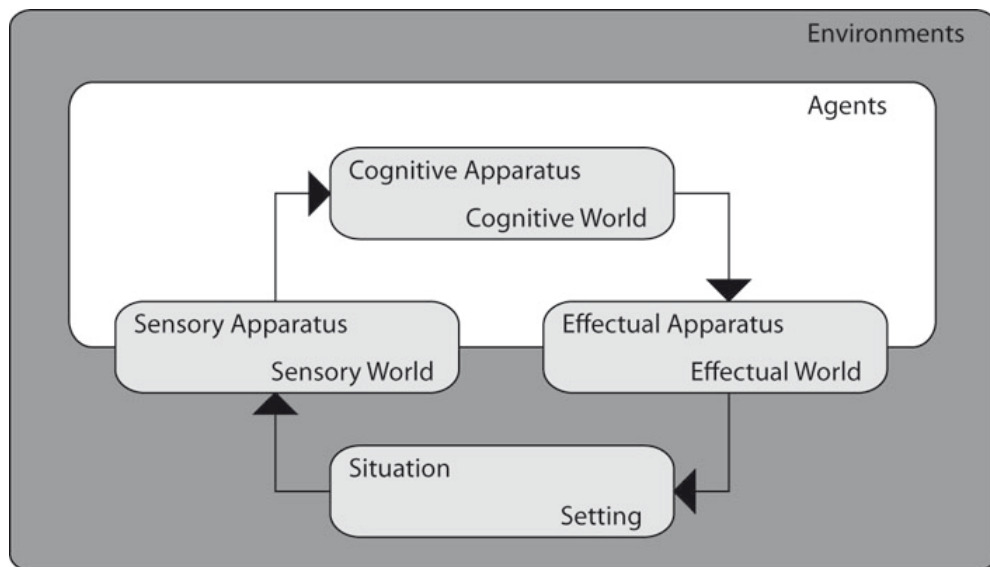 Environments
Agents
Cognitive Apparatus
Cognitive World
Sensory Apparatus
Sensory World
Effectual Apparatus
Effectual World
Situation
Setting